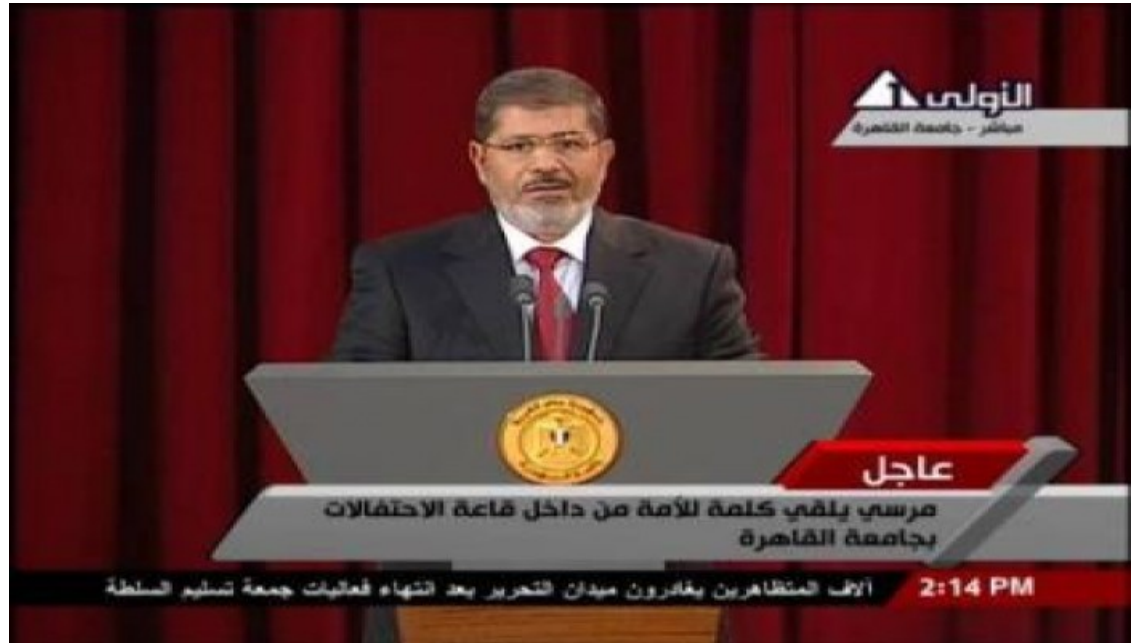 الأولى
مباشر - جامعة القاهرة
عاجل
مرسي يلقي كلمة للأمة من داخل قاعة الاحتفالات
بجامعة القاهرة
آلاف المتظاهرين يغادرون ميدان التحرير بعد انتهاء فعاليات جمعة تسليم السلطة
2:14 PM